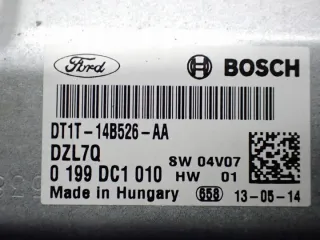 Ford BOSCH
DT1T-14B526-AA
DZL7Q
SW 04V07
0 199 DC1 010 HW 01
Made in Hungary 658 13-05-14